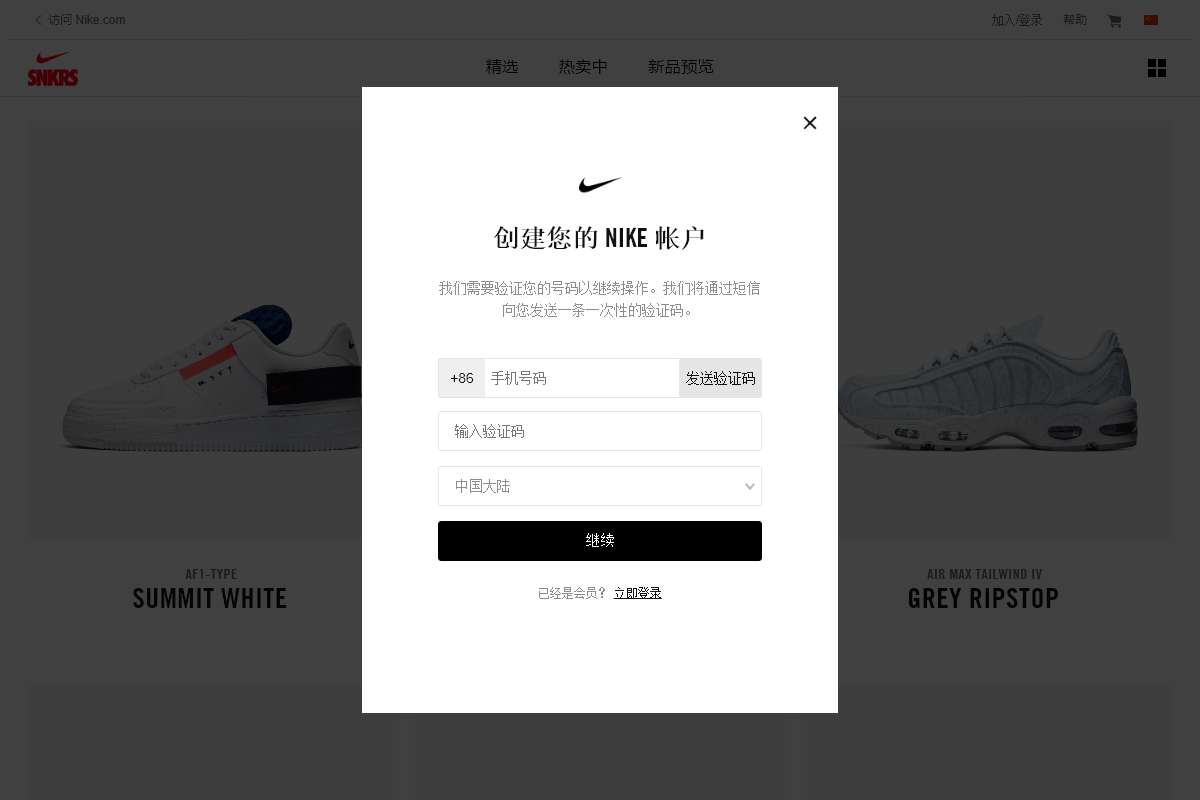 访问 Nike.com
加入/登录
帮助
SNKRS
精选
热卖中
新品预览
创建您的 NIKE 帐户
我们需要验证您的号码以继续操作。我们将通过短信
向您发送一条一次性的验证码。
+86
手机号码
发送验证码
输入验证码
中国大陆
继续
已经是会员？ 立即登录
AF1-TYPE
SUMMIT WHITE
AIR MAX TAILWIND IV
GREY RIPSTOP